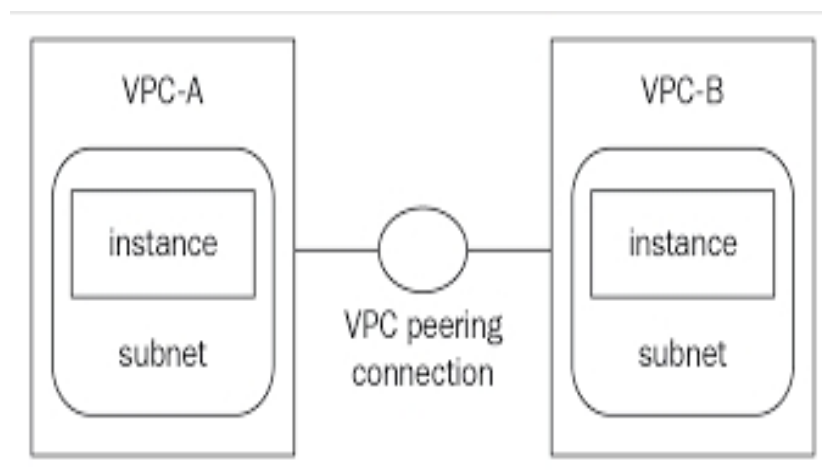 VPC-A
instance
subnet
VPC peering
connection
VPC-B
instance
subnet